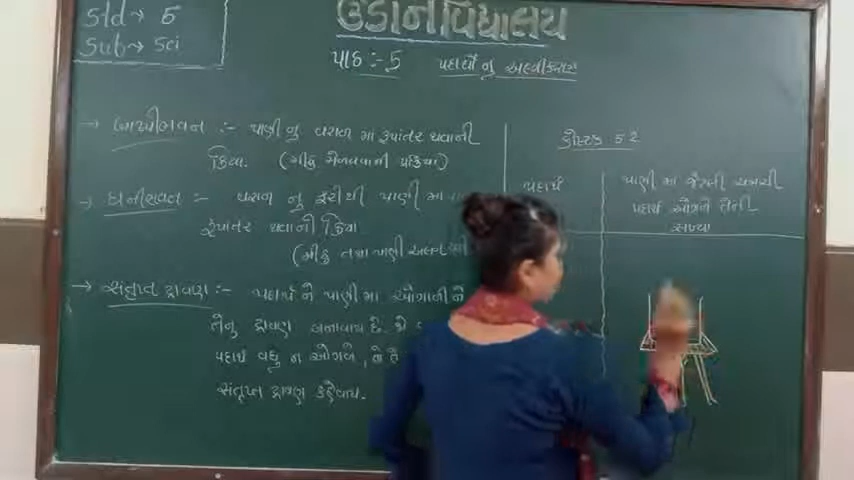 Std → 6
Sub → Sci
ઉડાન વિદ્યાલય
પાઠ :- 5 પદાર્થોનું અલગીકરણ
→ બાષ્પીભવન :- પાણીનું વરાળ માં રૂપાંતર થવાની
ક્રિયા. (મીઠું મેળવવાની પ્રક્રિયા)
→ ઘનીભવન :- વરાળ નું ફરીથી પાણી માં
રૂપાંતર થવાની ક્રિયા
(મીઠું તથા પાણી અલગ
→ સંતૃપ્ત દ્રાવણ :- પદાર્થ ને પાણીમાં ઓગાળી ને
તેનું દ્રાવણ બનાવાય છે. જો
પદાર્થ વધુ ન ઓગળે, તો તે
સંતૃપ્ત દ્રાવણ કહેવાય.
કોષ્ટક 5.2
પદાર્થ
પાણી માં જેટલી ચમચી
પદાર્થ ઓગળે તેની
સંખ્યા